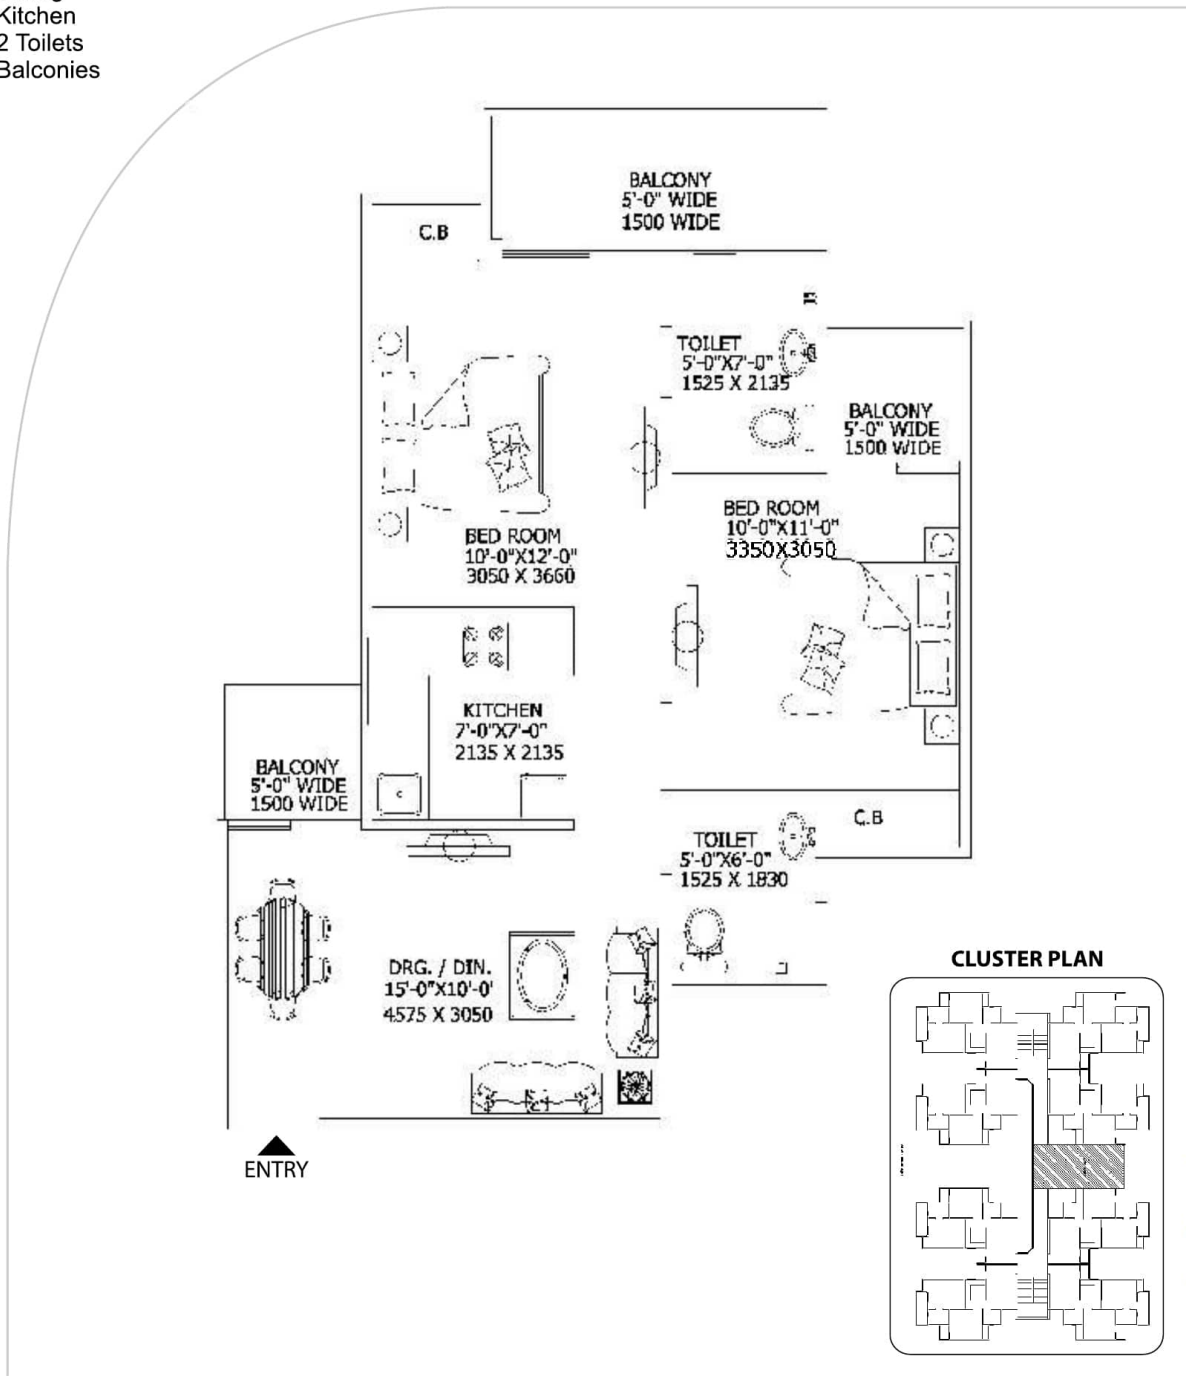 Kitchen
2 Toilets
Balconies
BALCONY
5'-0" WIDE
1500 WIDE
C.B
TOILET
5'-0"X7'-0"
1525 X 2135
BALCONY
5'-0" WIDE
1500 WIDE
BED ROOM
10'-0"X11'-0"
3350X3050
BED ROOM
10'-0"X12'-0"
3050 X 3660
KITCHEN
7'-0"X7'-0"
2135 X 2135
BALCONY
5'-0" WIDE
1500 WIDE
C.B
TOILET
5'-0"X6'-0"
1525 X 1830
DRG. / DIN.
15'-0"X10'-0'
4575 X 3050
ENTRY
CLUSTER PLAN